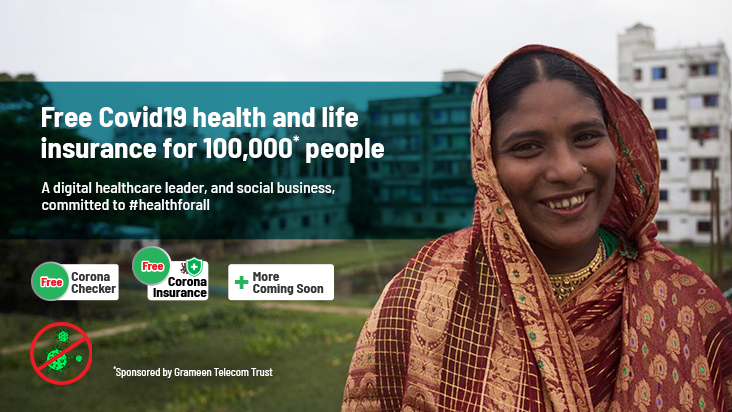 Free Covid19 health and life
insurance for 100,000* people
A digital healthcare leader, and social business,
committed to #healthforall
Free
Corona
Checker
Free
Corona
Insurance
More
Coming Soon
*Sponsored by Grameen Telecom Trust